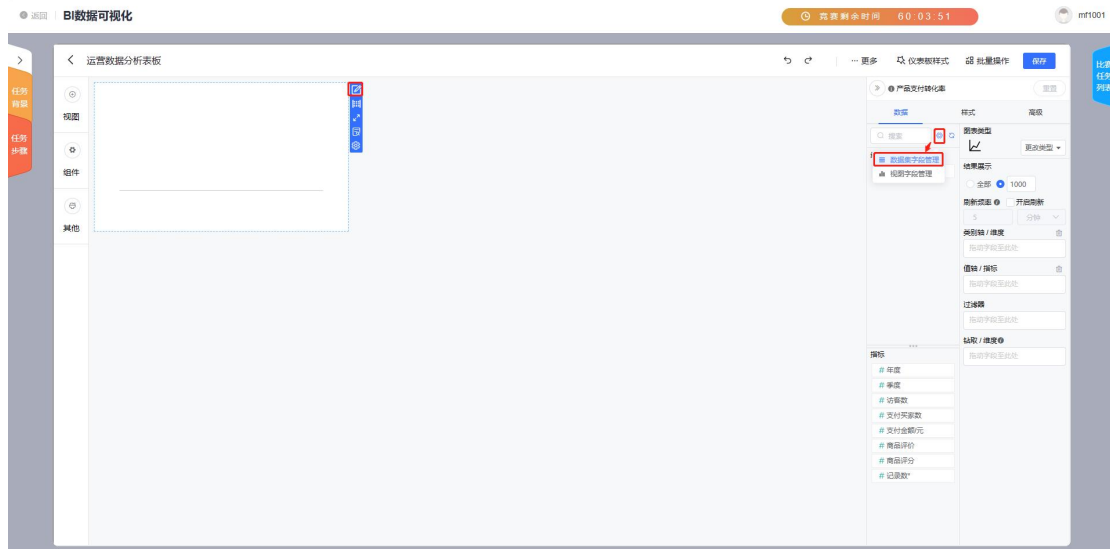 返回 BI数据可视化 竞赛剩余时间 60:03:51 mf1001
运营数据分析表板 … 更多 仪表板样式 批量操作 保存
任务
背景
任务
步骤
比赛
任务
列表
视图
组件
其他
产品支付转化率 重置
数据 样式 高级
搜索
数据集字段管理
视图字段管理
图表类型
更改类型
结果展示
全部 1000
刷新频率 开启刷新
5 分钟
类别轴 / 维度
拖动字段至此处
值轴 / 指标
拖动字段至此处
过滤器
拖动字段至此处
钻取 / 维度
拖动字段至此处
指标
# 年度
# 季度
# 访客数
# 支付买家数
# 支付金额/元
# 商品评价
# 商品评分
# 记录数*